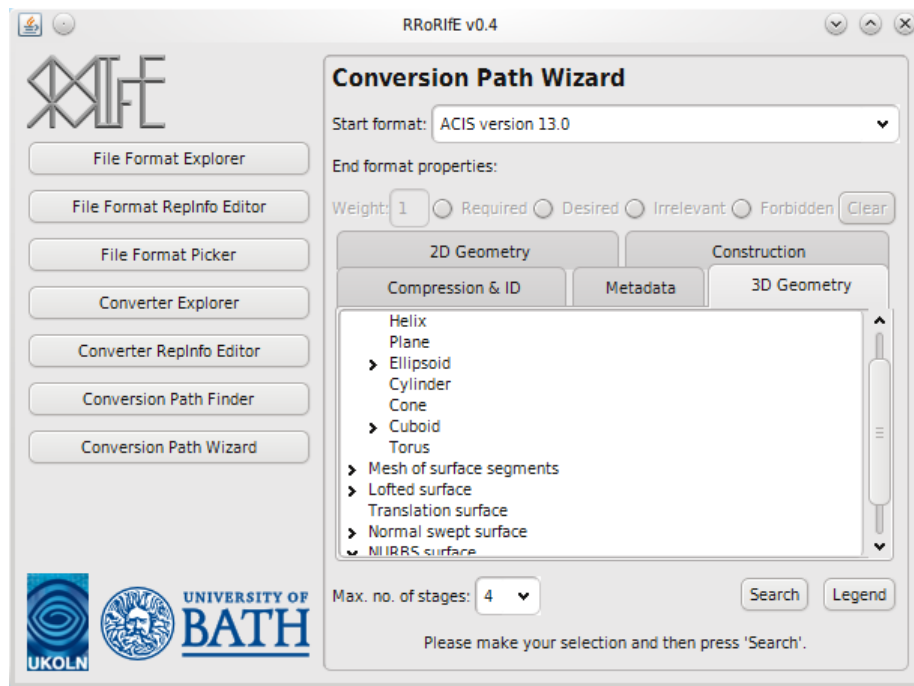 RRoRIfE v0.4
RRoRIfE
File Format Explorer
File Format RepInfo Editor
File Format Picker
Converter Explorer
Converter RepInfo Editor
Conversion Path Finder
Conversion Path Wizard
UKOLN
UNIVERSITY OF
BATH
Conversion Path Wizard
Start format: ACIS version 13.0
End format properties:
Weight: 1 Required Desired Irrelevant Forbidden Clear
2D Geometry Construction
Compression & ID Metadata 3D Geometry
Helix
Plane
Ellipsoid
Cylinder
Cone
Cuboid
Torus
Mesh of surface segments
Lofted surface
Translation surface
Normal swept surface
NURBS surface
Max. no. of stages: 4 Search Legend
Please make your selection and then press 'Search'.